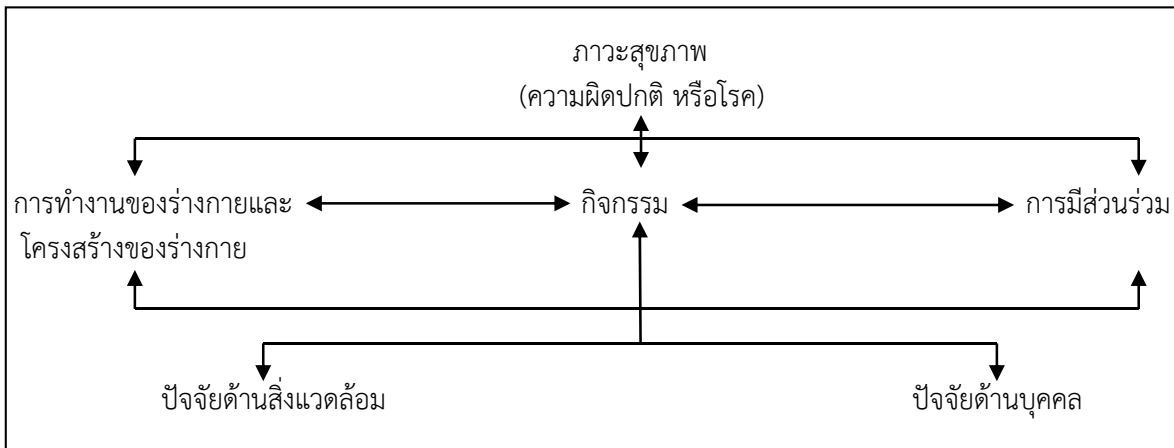 ภาวะสุขภาพ
(ความผิดปกติ หรือโรค)
การทำงานของร่างกายและ
โครงสร้างของร่างกาย
กิจกรรม
การมีส่วนร่วม
ปัจจัยด้านสิ่งแวดล้อม
ปัจจัยด้านบุคคล